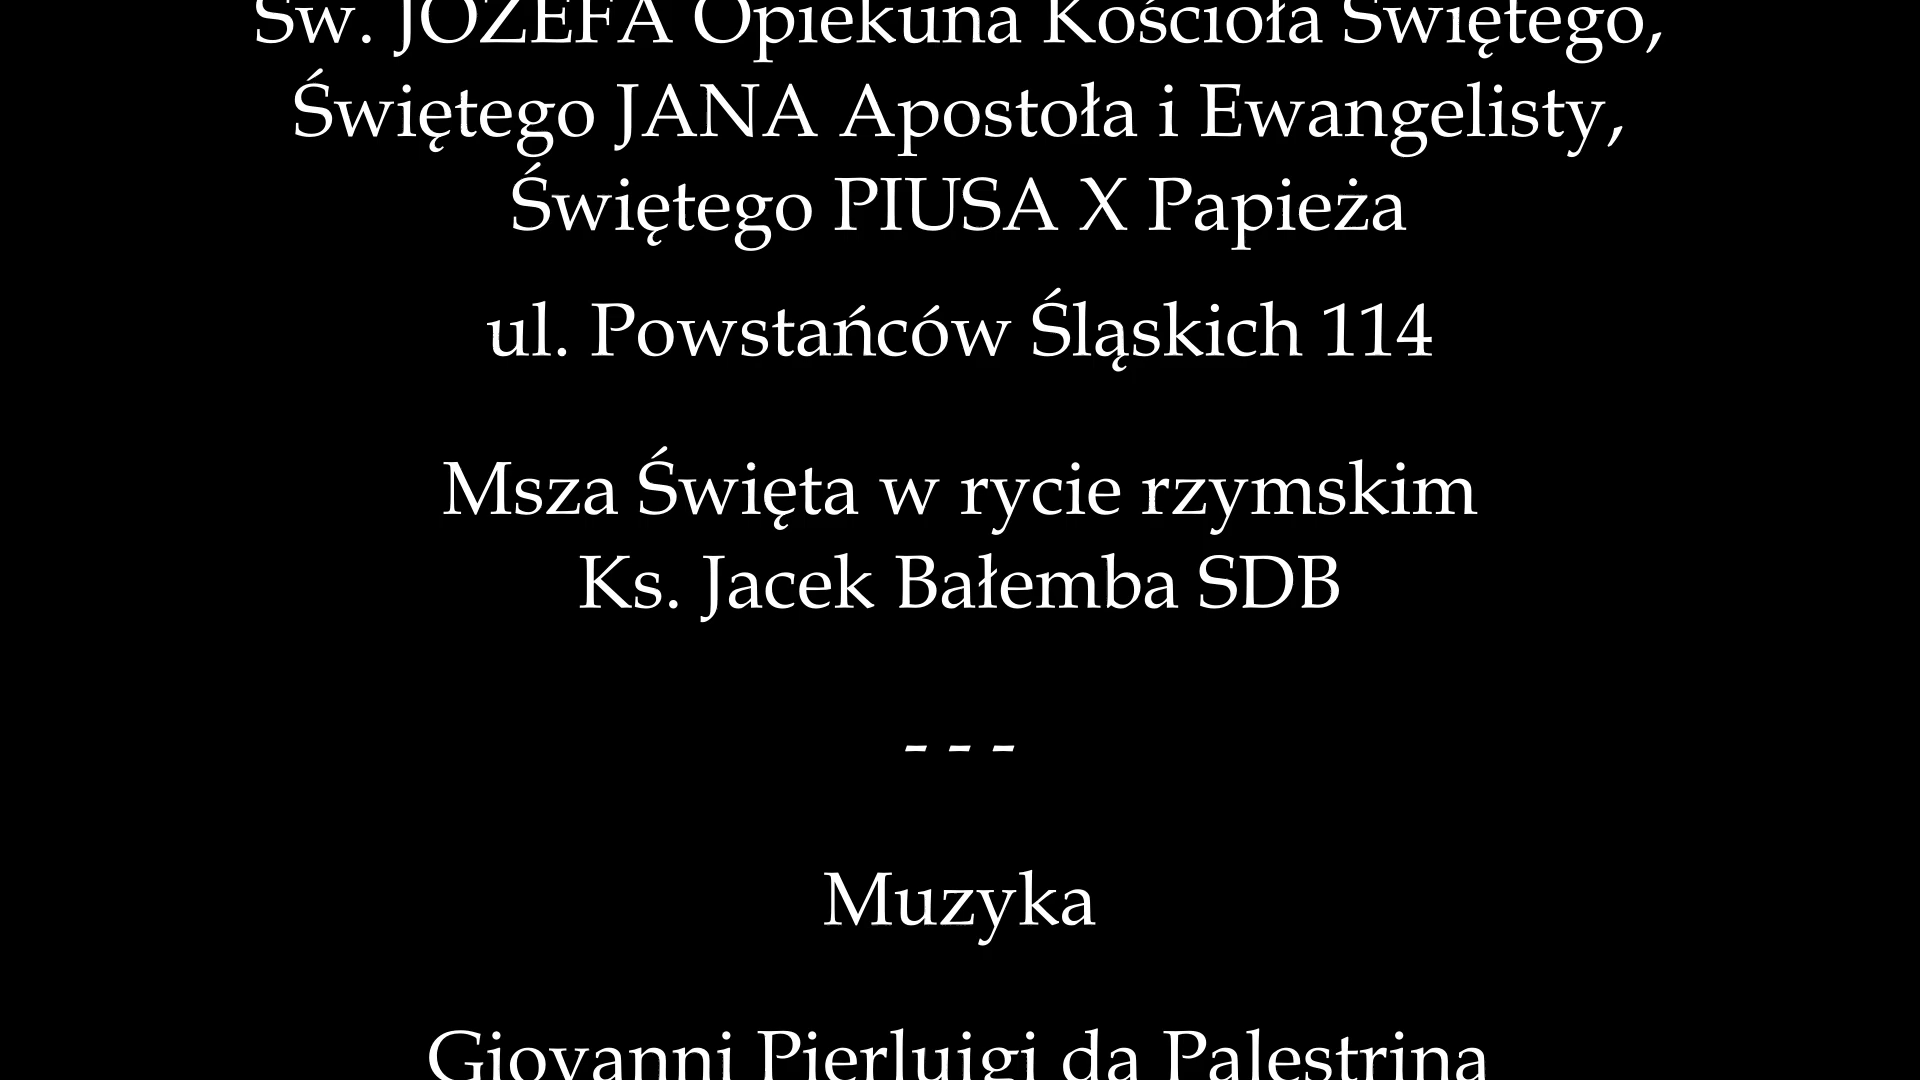 Św. JÓZEFA Opiekuna Kościoła Świętego,
Świętego JANA Apostoła i Ewangelisty,
Świętego PIUSA X Papieża
ul. Powstańców Śląskich 114
Msza Święta w rycie rzymskim
Ks. Jacek Bałemba SDB
- - -
Muzyka
Giovanni Pierluigi da Palestrina